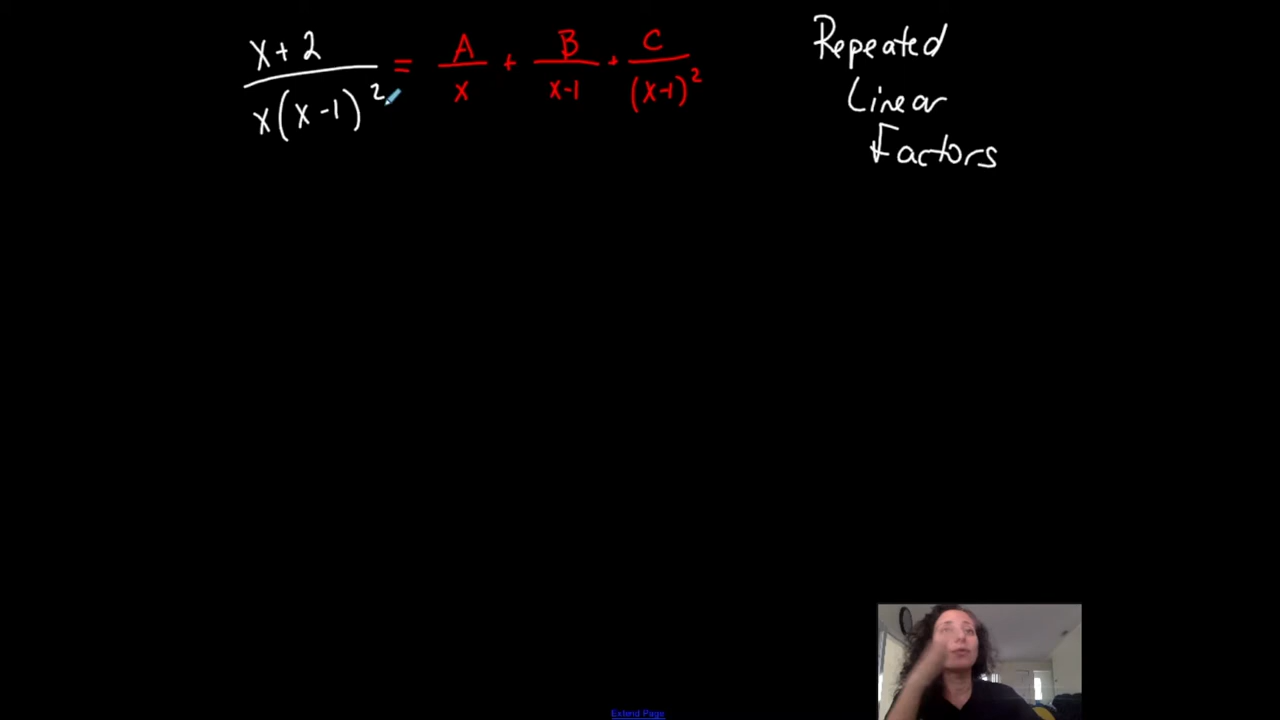 x + 2 / x(x - 1)^2 = A / x + B / x-1 + C / (x-1)^2
Repeated
Linear
Factors
Extend Page